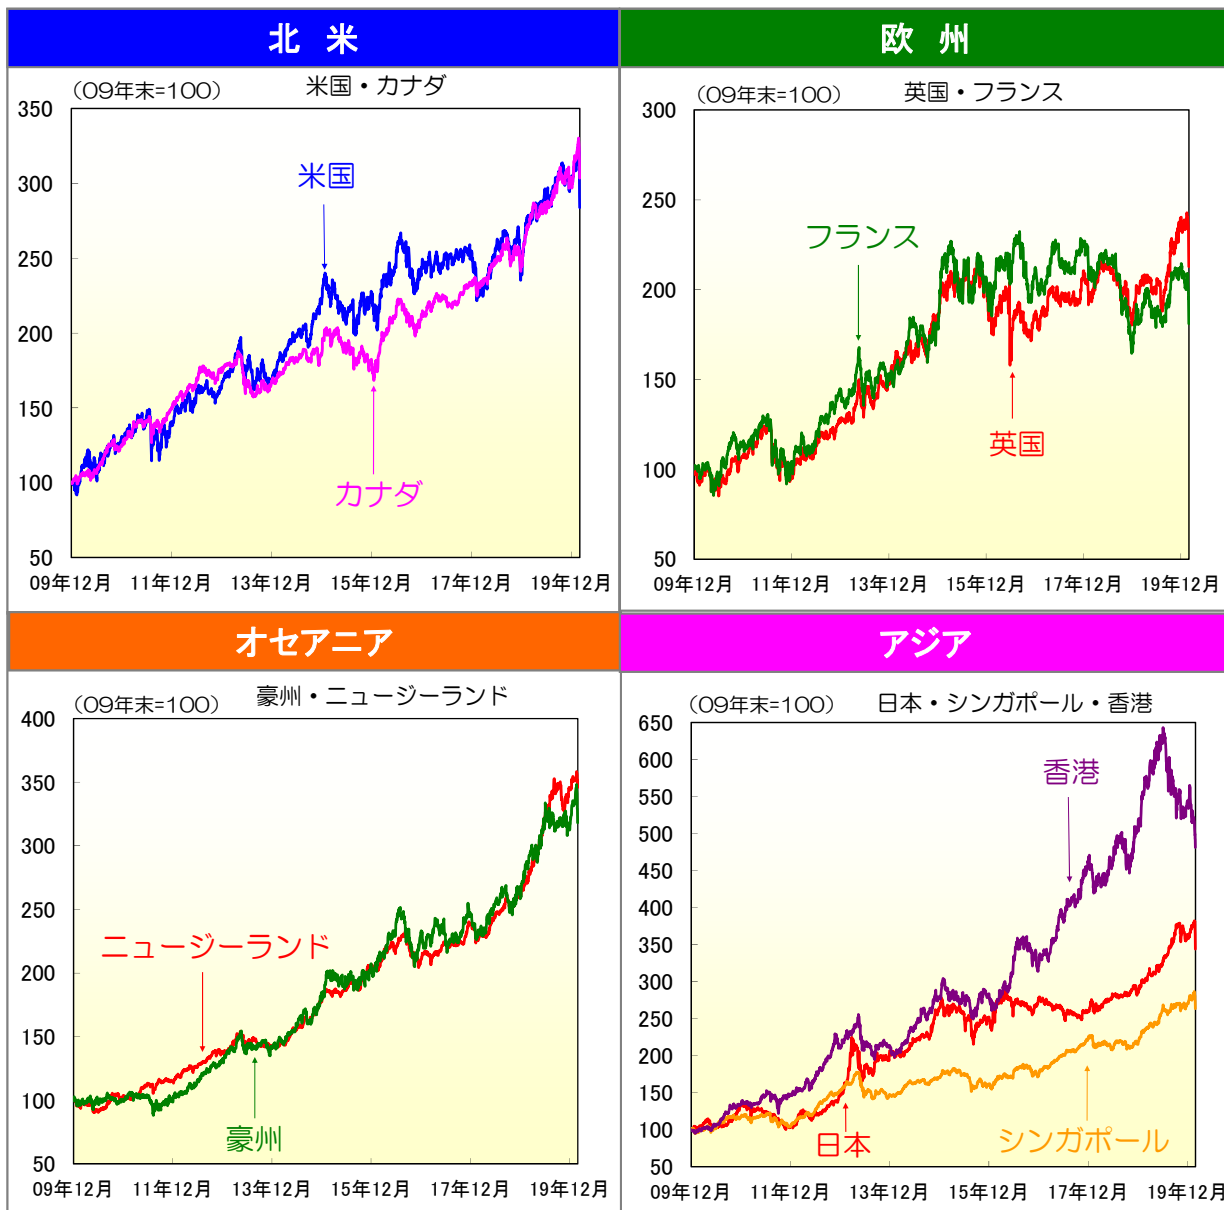 北 米
(09年末=100) 米国・カナダ
350
300
250
200
150
100
50
米国
カナダ
09年12月 11年12月 13年12月 15年12月 17年12月 19年12月
欧 州
(09年末=100) 英国・フランス
300
250
200
150
100
50
フランス
英国
09年12月 11年12月 13年12月 15年12月 17年12月 19年12月
オセアニア
(09年末=100) 豪州・ニュージーランド
400
350
300
250
200
150
100
50
ニュージーランド
豪州
09年12月 11年12月 13年12月 15年12月 17年12月 19年12月
アジア
(09年末=100) 日本・シンガポール・香港
650
600
550
500
450
400
350
300
250
200
150
100
50
香港
日本
シンガポール
09年12月 11年12月 13年12月 15年12月 17年12月 19年12月